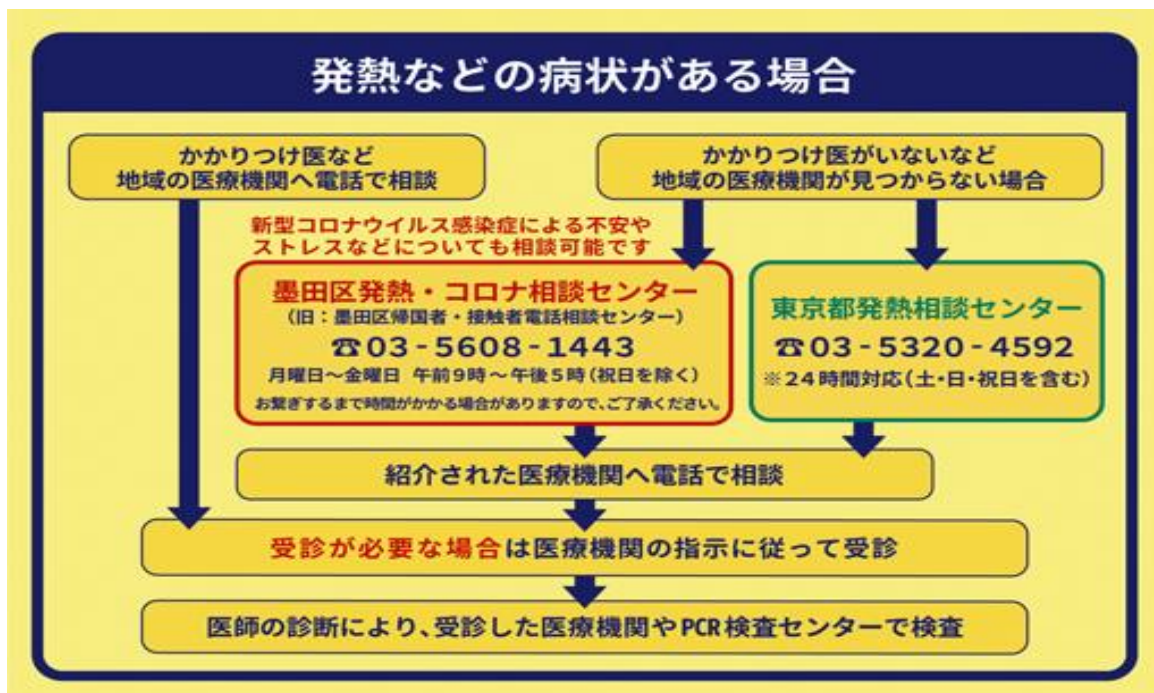 発熱などの病状がある場合
かかりつけ医など
地域の医療機関へ電話で相談
かかりつけ医がいないなど
地域の医療機関が見つからない場合
新型コロナウイルス感染症による不安や
ストレスなどについても相談可能です
墨田区発熱・コロナ相談センター
（旧：墨田区帰国者・接触者電話相談センター）
☎03-5608-1443
月曜日～金曜日 午前9時～午後5時（祝日を除く）
お繋ぎするまで時間がかかる場合がありますので、ご了承ください。
東京都発熱相談センター
☎03-5320-4592
※24時間対応（土・日・祝日を含む）
紹介された医療機関へ電話で相談
受診が必要な場合は医療機関の指示に従って受診
医師の診断により、受診した医療機関やPCR検査センターで検査